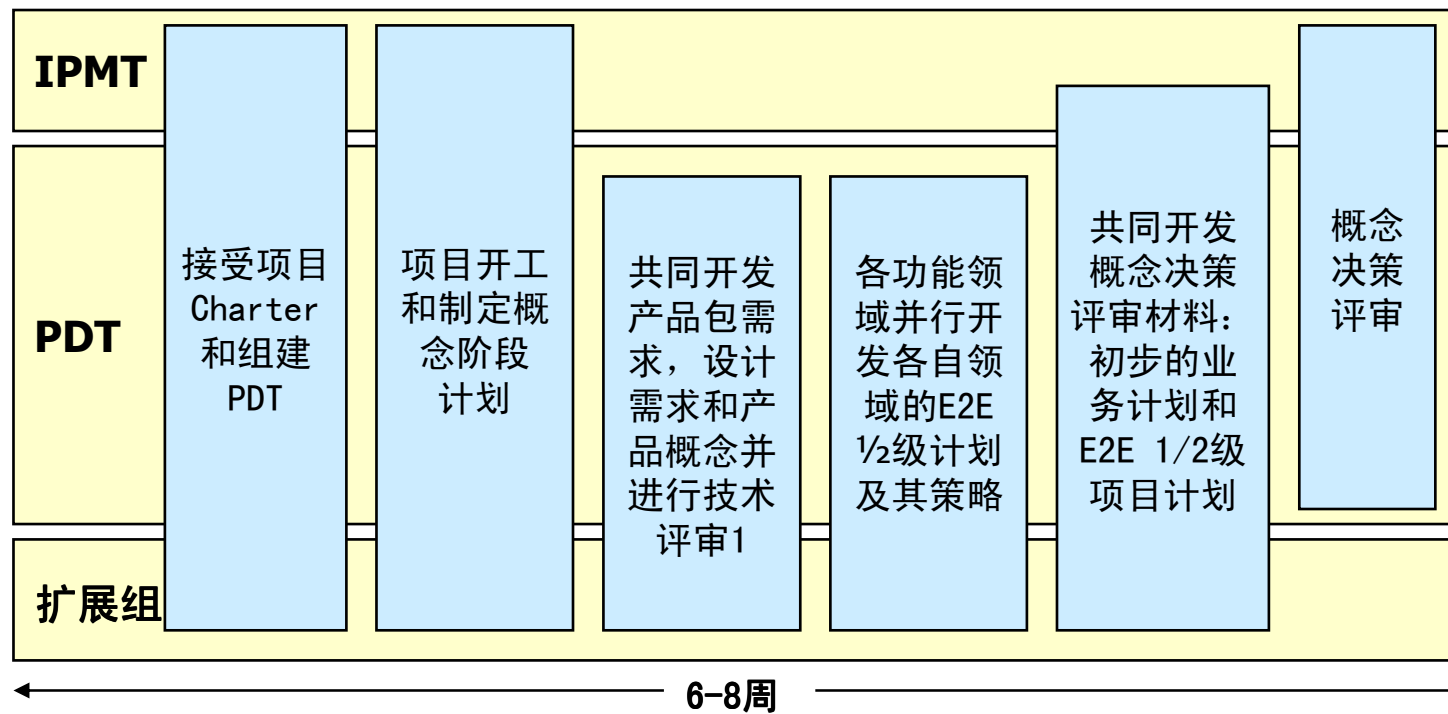 IPMT
PDT
扩展组
接受项目
Charter
和组建
PDT
项目开工
和制定概
念阶段
计划
共同开发
产品包需
求，设计
需求和产
品概念并
进行技术
评审1
各功能领
域并行开
发各自领
域的E2E
½级计划
及其策略
共同开发
概念决策
评审材料：
初步的业
务计划和
E2E 1/2级
项目计划
概念
决策
评审
6-8周